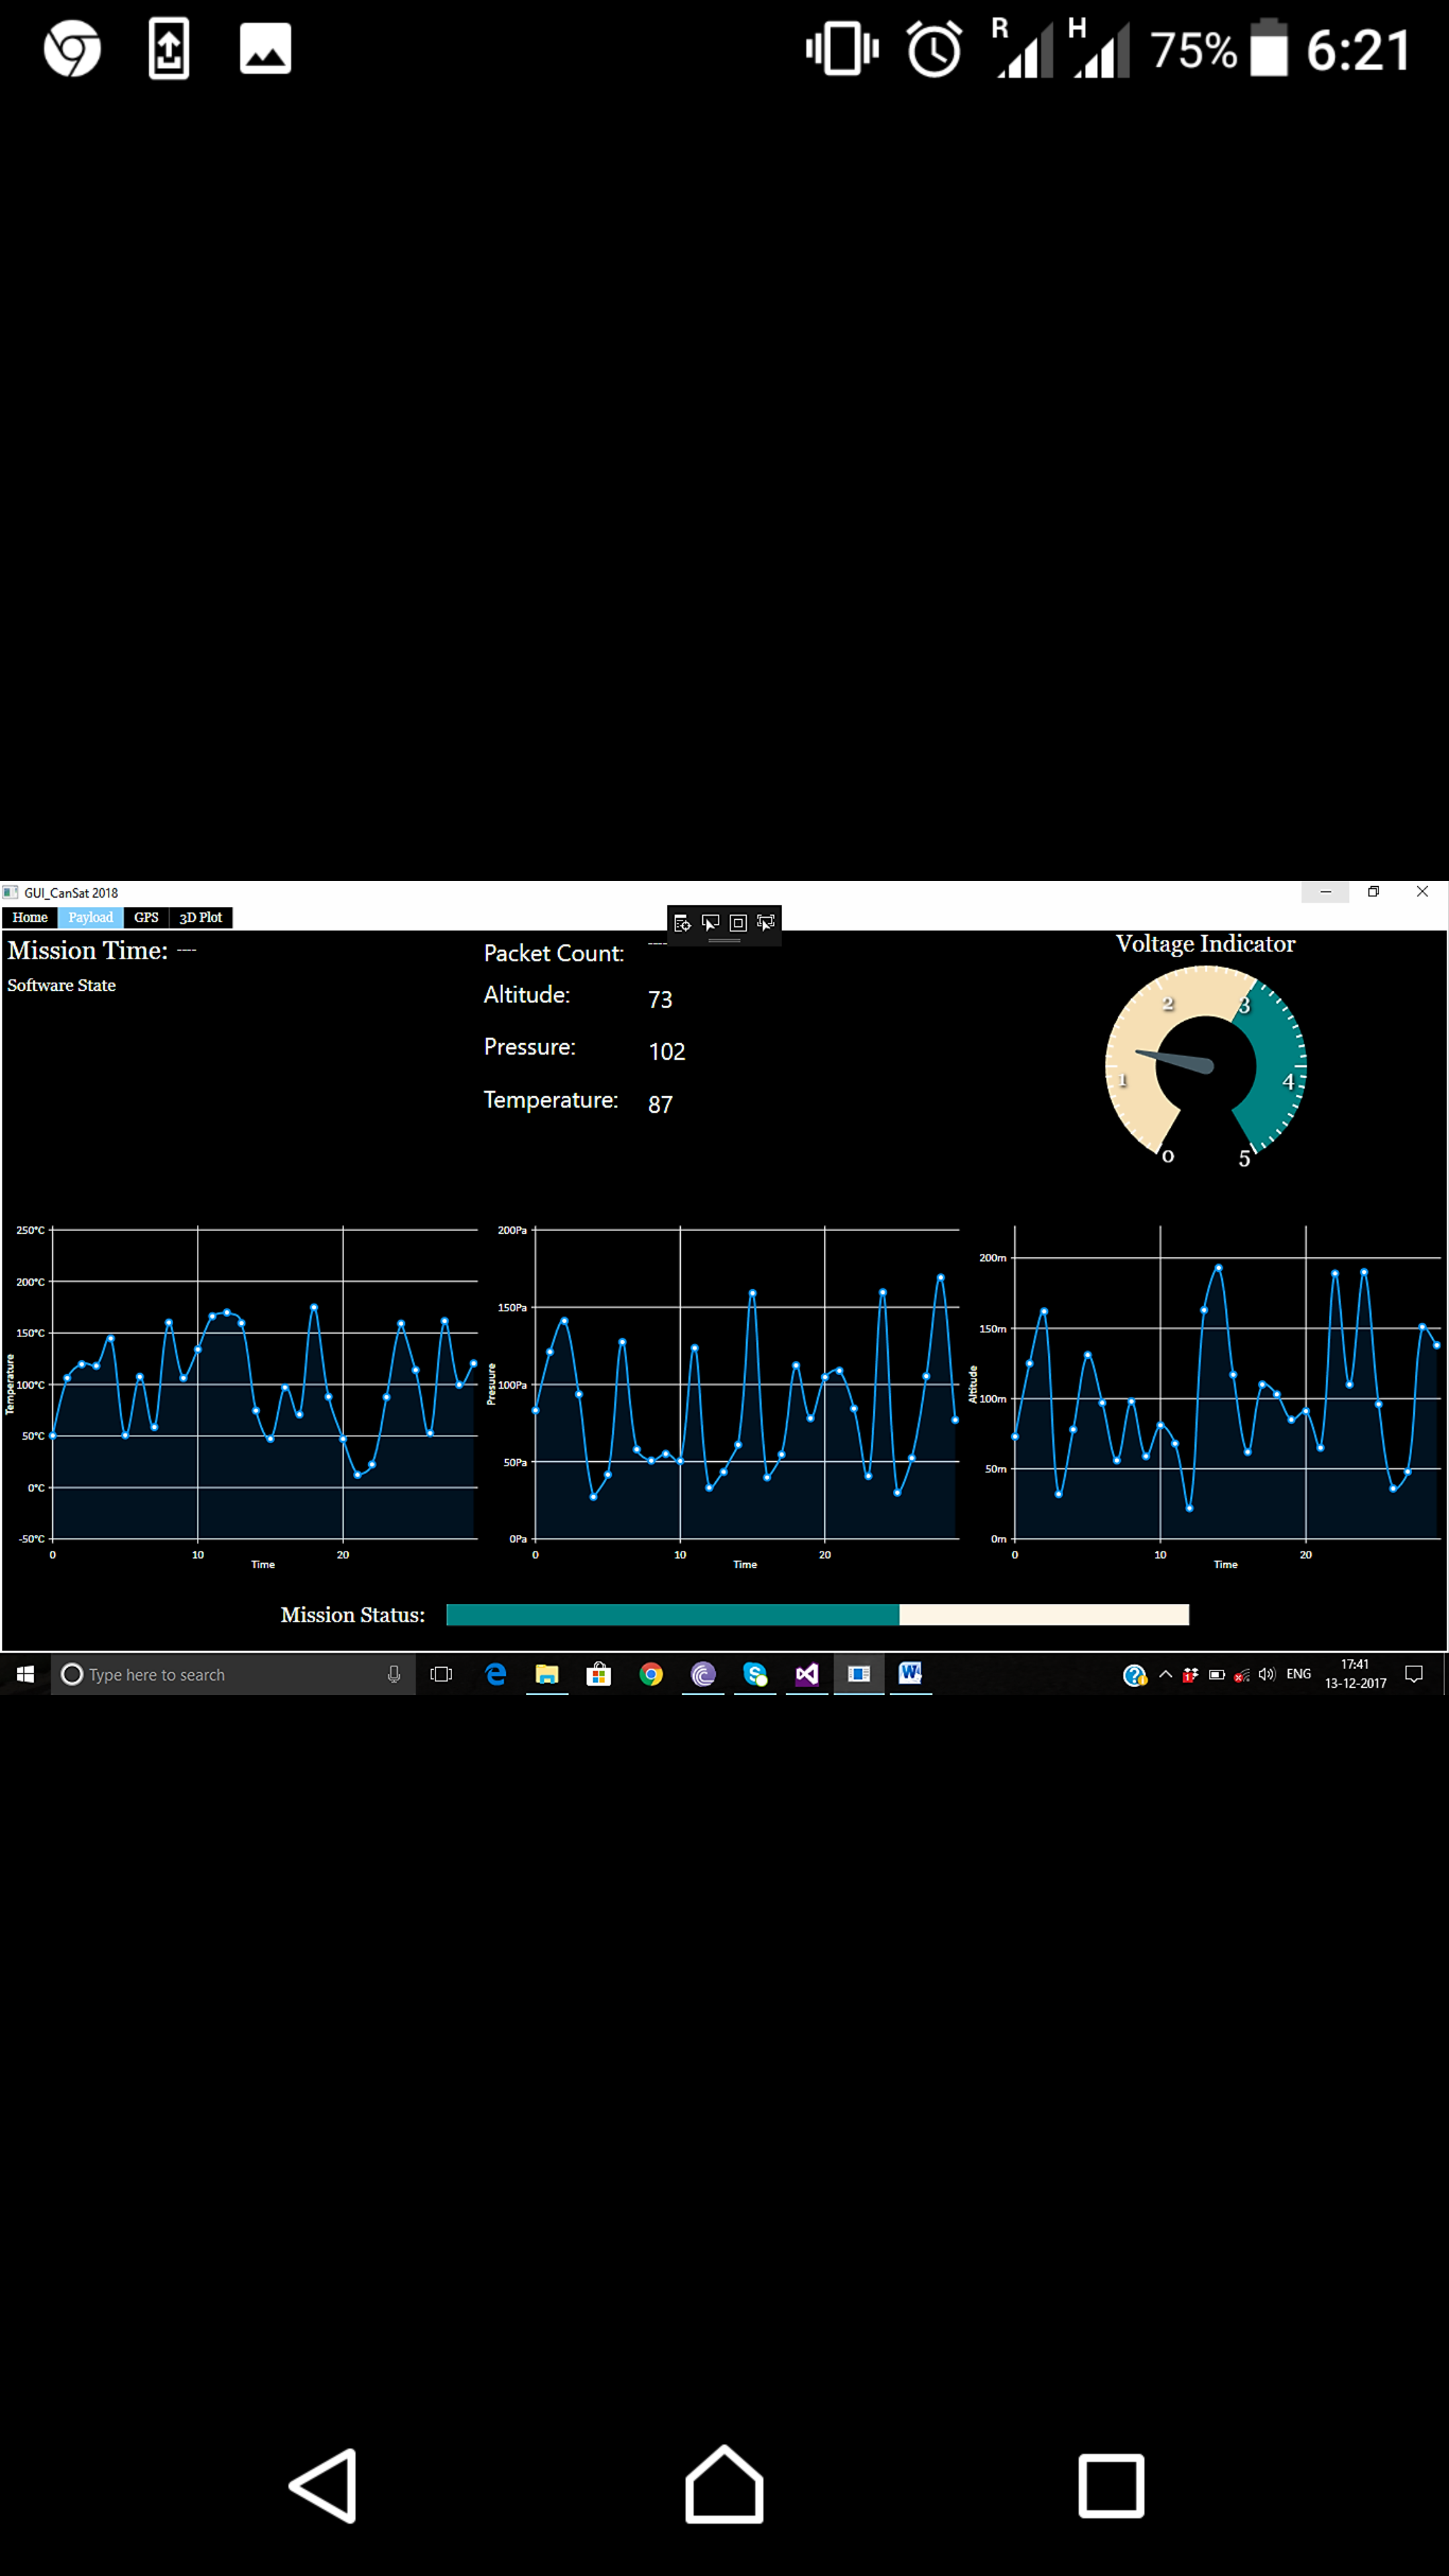 R H 75% 6:21
GUI_CanSat 2018
Home Payload GPS 3D Plot
Mission Time: ----
Software State
Packet Count: ----
Altitude: 73
Pressure: 102
Temperature: 87
Voltage Indicator
0 1 2 3 4 5
250°C
200°C
150°C
100°C
50°C
0°C
-50°C
Temperature
0 10 20
Time
200Pa
150Pa
100Pa
50Pa
0Pa
Presuure
0 10 20
Time
200m
150m
100m
50m
0m
Altitude
0 10 20
Time
Mission Status:
Type here to search
ENG
17:41
13-12-2017